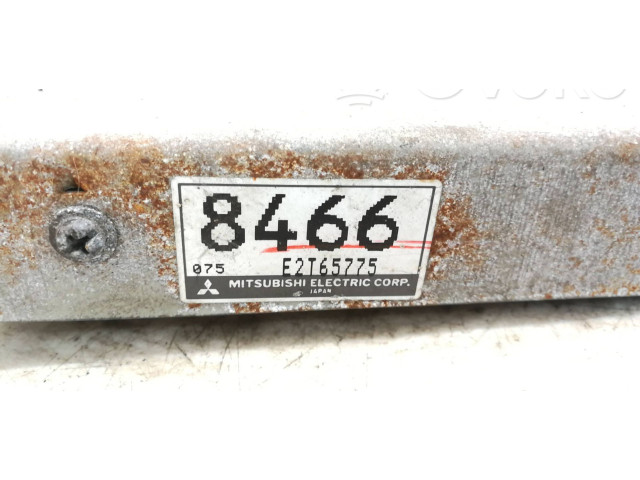 8466
075 E2T65775
MITSUBISHI ELECTRIC CORP.
JAPAN